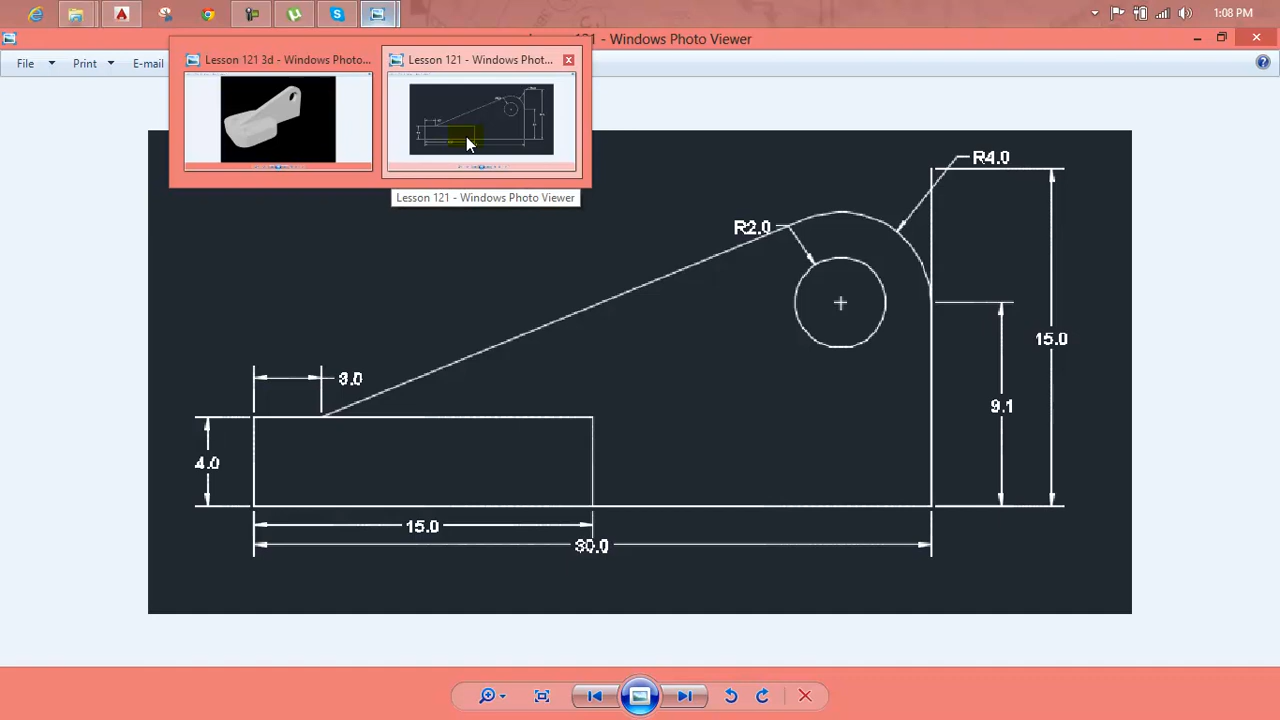 1:08 PM
121 - Windows Photo Viewer
File Print E-mail
Lesson 121 3d - Windows Photo...
Lesson 121 - Windows Phot...
Lesson 121 - Windows Photo Viewer
R4.0
R2.0
15.0
3.0
9.1
4.0
15.0
30.0